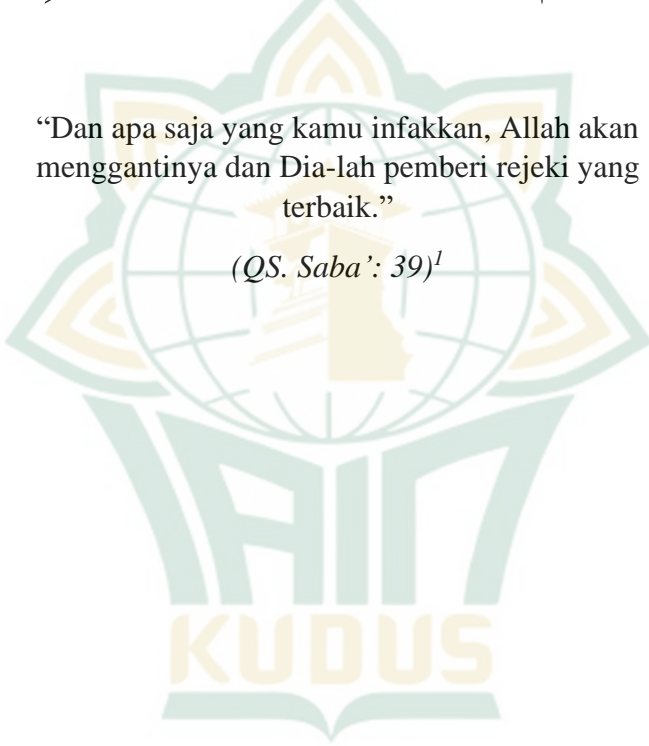 “Dan apa saja yang kamu infakkan, Allah akan
menggantinya dan Dia-lah pemberi rejeki yang
terbaik.”
(QS. Saba’: 39)¹
IAIN
KUDUS